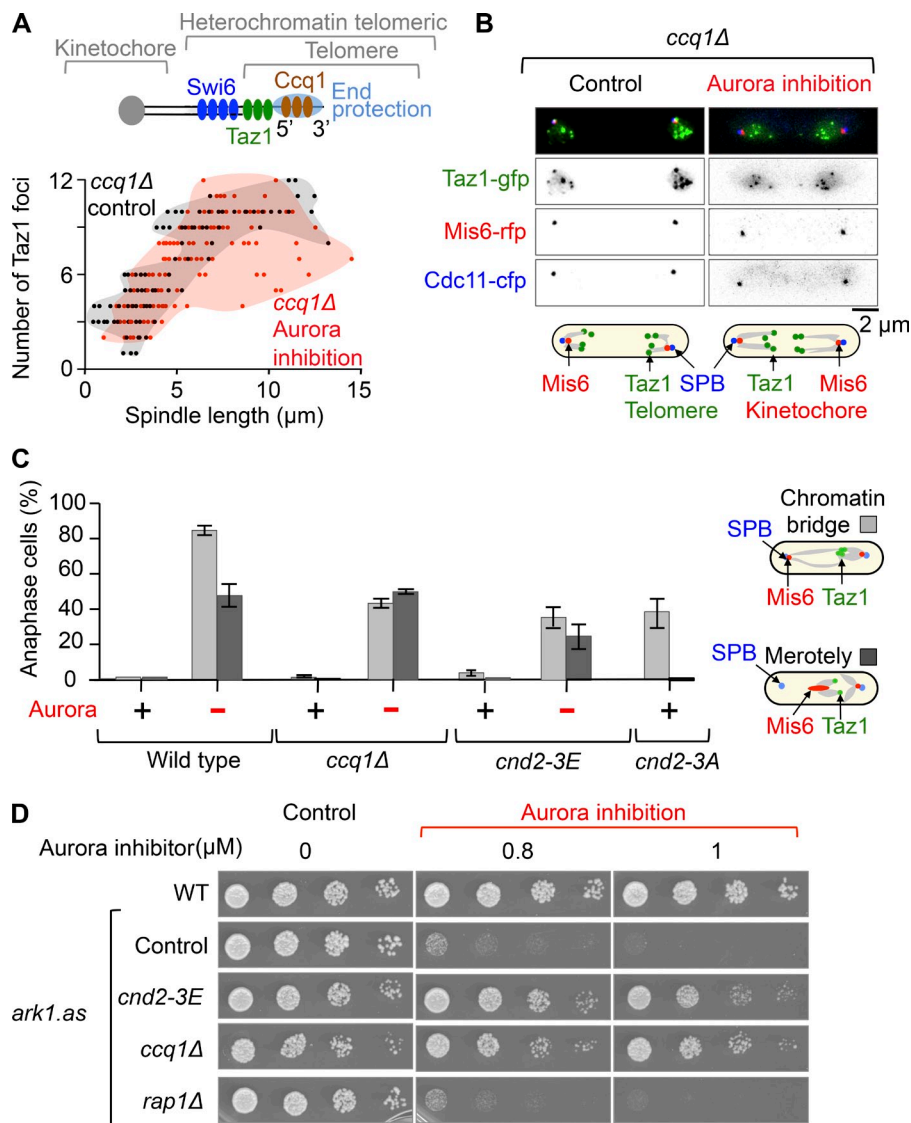 A
Heterochromatin telomeric
Kinetochore
Telomere
Swi6
Ccq1
End
protection
Taz1
5’ 3’
Number of Taz1 foci
12
9
6
3
0
ccq1Δ
control
ccq1Δ
Aurora
inhibition
0 5 10 15
Spindle length (µm)
B
ccq1Δ
Control
Aurora inhibition
Taz1-gfp
Mis6-rfp
Cdc11-cfp
2 µm
Mis6 Taz1 SPB Taz1 Mis6
Telomere Kinetochore
C
Anaphase cells (%)
100
80
60
40
20
0
Aurora + − + − + − +
Wild type ccq1Δ cnd2-3E cnd2-3A
Chromatin
bridge
SPB
Mis6 Taz1
Merotely
SPB
Mis6 Taz1
D
Control
Aurora inhibition
Aurora inhibitor(µM) 0 0.8 1
WT
Control
cnd2-3E
ark1.as
ccq1Δ
rap1Δ